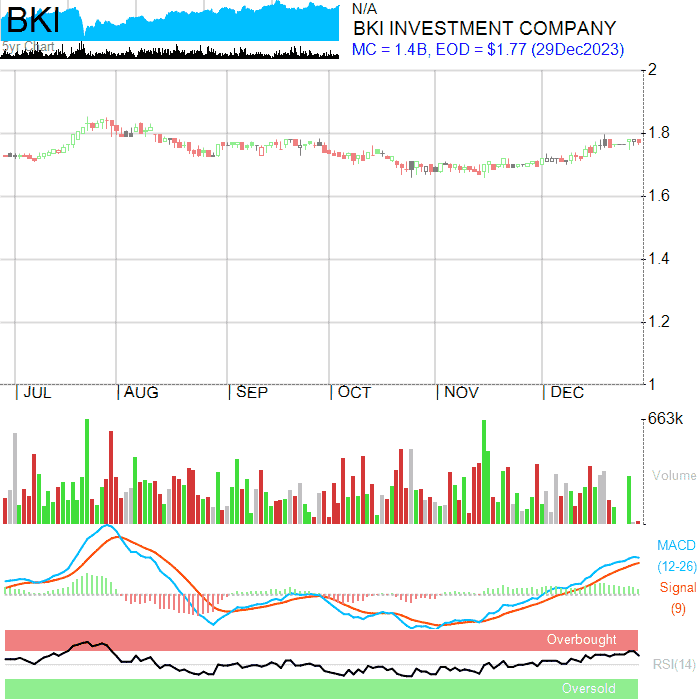 BKI
5yr Chart
N/A
BKI INVESTMENT COMPANY
MC = 1.4B, EOD = $1.77 (29Dec2023)
2
1.8
1.6
1.4
1.2
1
| JUL | AUG | SEP | OCT | NOV | DEC
663k
Volume
MACD
(12-26)
Signal
(9)
Overbought
RSI(14)
Oversold